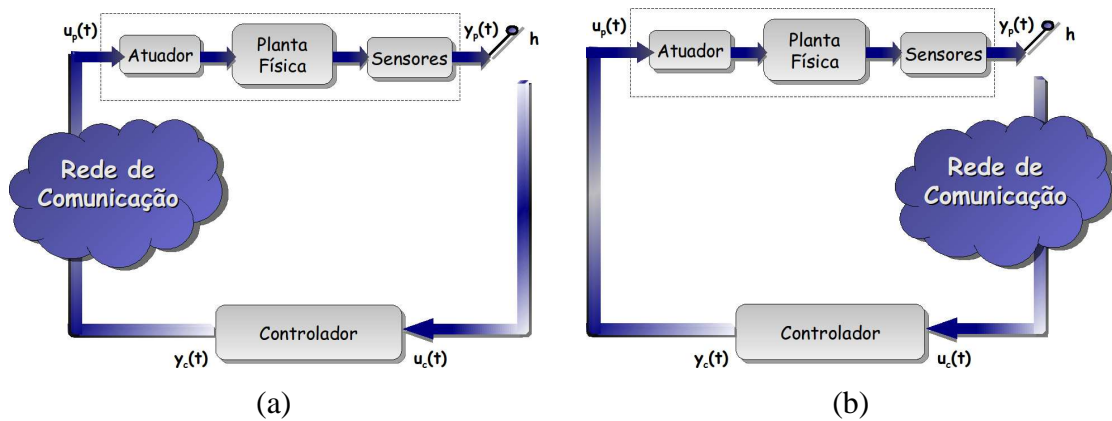 uₚ(t)
Atuador
Planta
Física
Sensores
yₚ(t)
h
Rede de
Comunicação
Controlador
y꜀(t)
u꜀(t)
(a)
uₚ(t)
Atuador
Planta
Física
Sensores
yₚ(t)
h
Rede de
Comunicação
Controlador
y꜀(t)
u꜀(t)
(b)